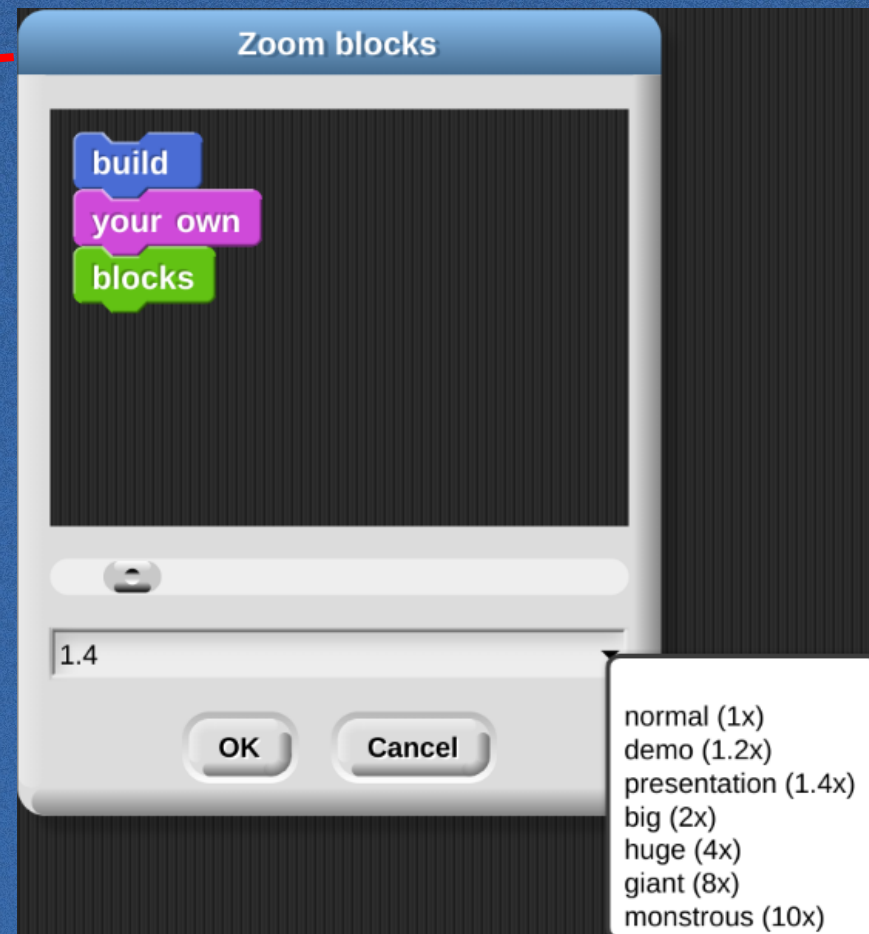 Zoom blocks
build
your own
blocks
1.4
OK
Cancel
normal (1x)
demo (1.2x)
presentation (1.4x)
big (2x)
huge (4x)
giant (8x)
monstrous (10x)